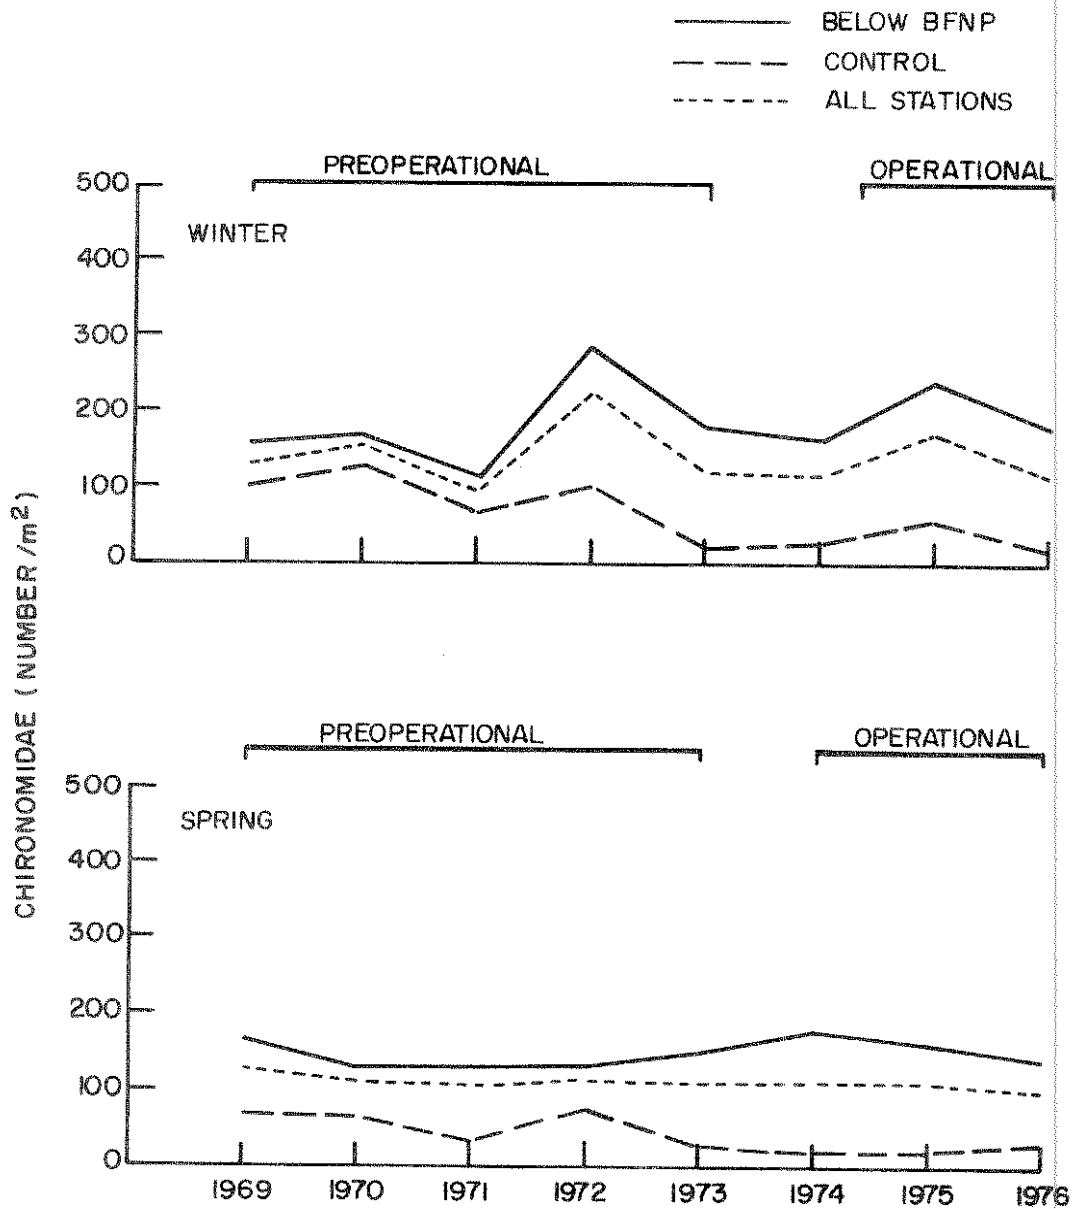 BELOW BFNP
CONTROL
ALL STATIONS
PREOPERATIONAL
OPERATIONAL
500
WINTER
400
300
200
100
0
CHIRONOMIDAE (NUMBER/m²)
PREOPERATIONAL
OPERATIONAL
500
SPRING
400
300
200
100
0
1969 1970 1971 1972 1973 1974 1975 1976